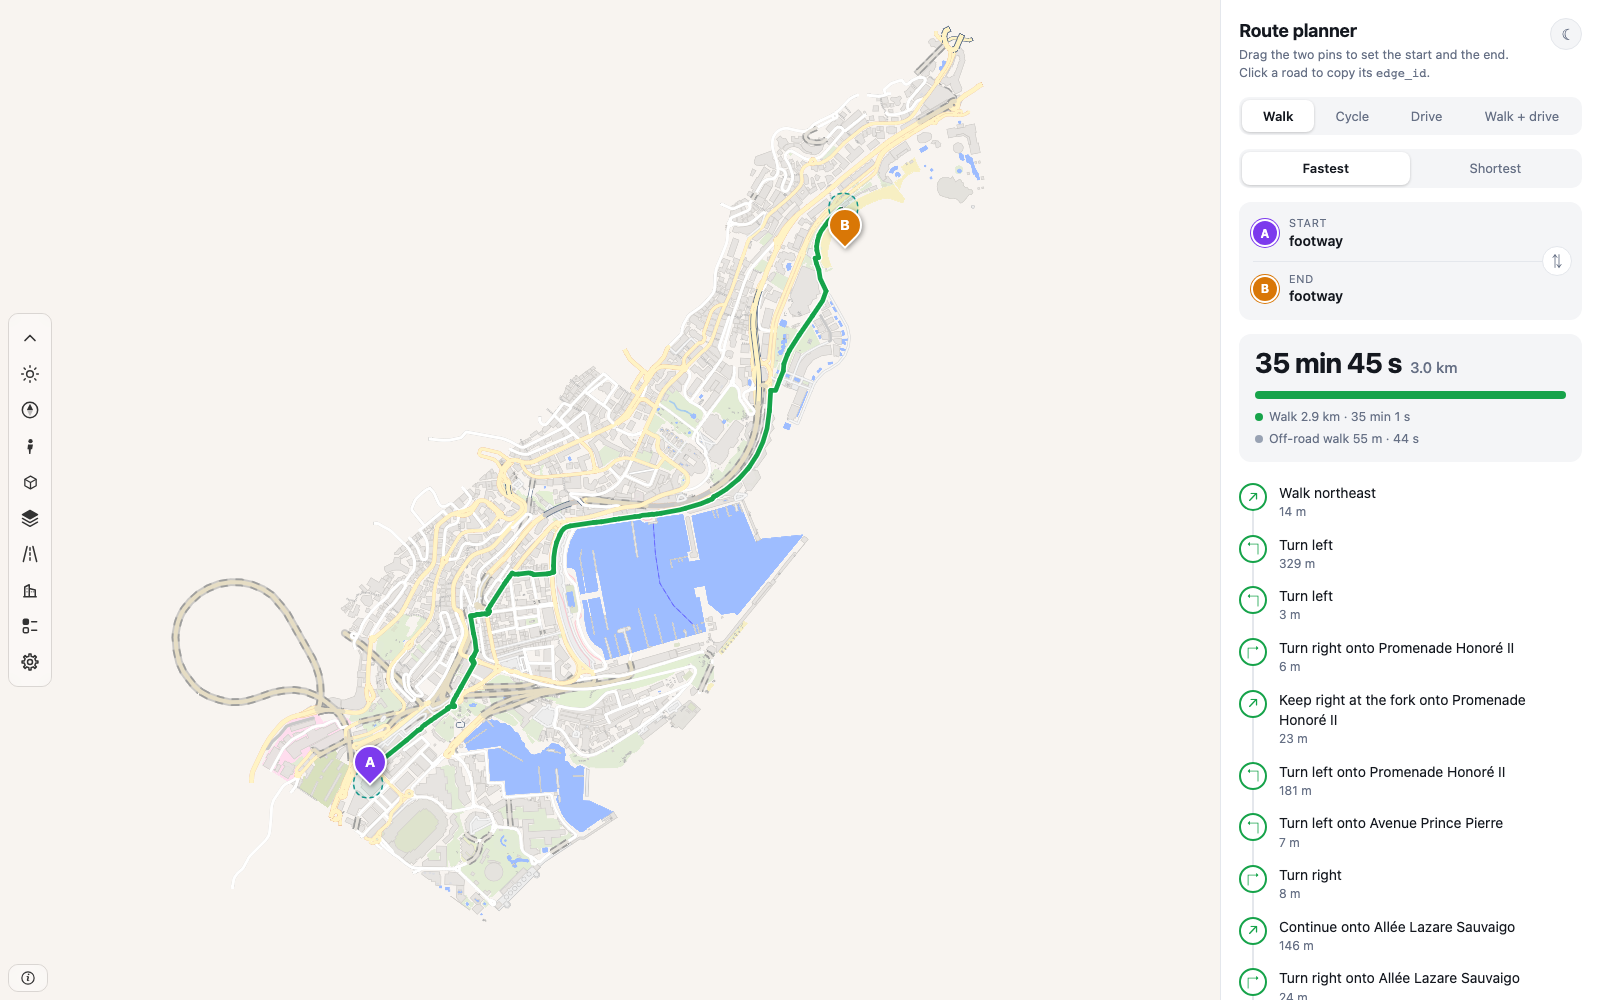 Route planner
Drag the two pins to set the start and the end.
Click a road to copy its edge_id.
Walk
Cycle
Drive
Walk + drive
Fastest
Shortest
A
START
footway
B
END
footway
35 min 45 s 3.0 km
Walk 2.9 km · 35 min 1 s
Off-road walk 55 m · 44 s
Walk northeast
14 m
Turn left
329 m
Turn left
3 m
Turn right onto Promenade Honoré II
6 m
Keep right at the fork onto Promenade
Honoré II
23 m
Turn left onto Promenade Honoré II
181 m
Turn left onto Avenue Prince Pierre
7 m
Turn right
8 m
Continue onto Allée Lazare Sauvaigo
146 m
Turn right onto Allée Lazare Sauvaigo
24 m
B
A